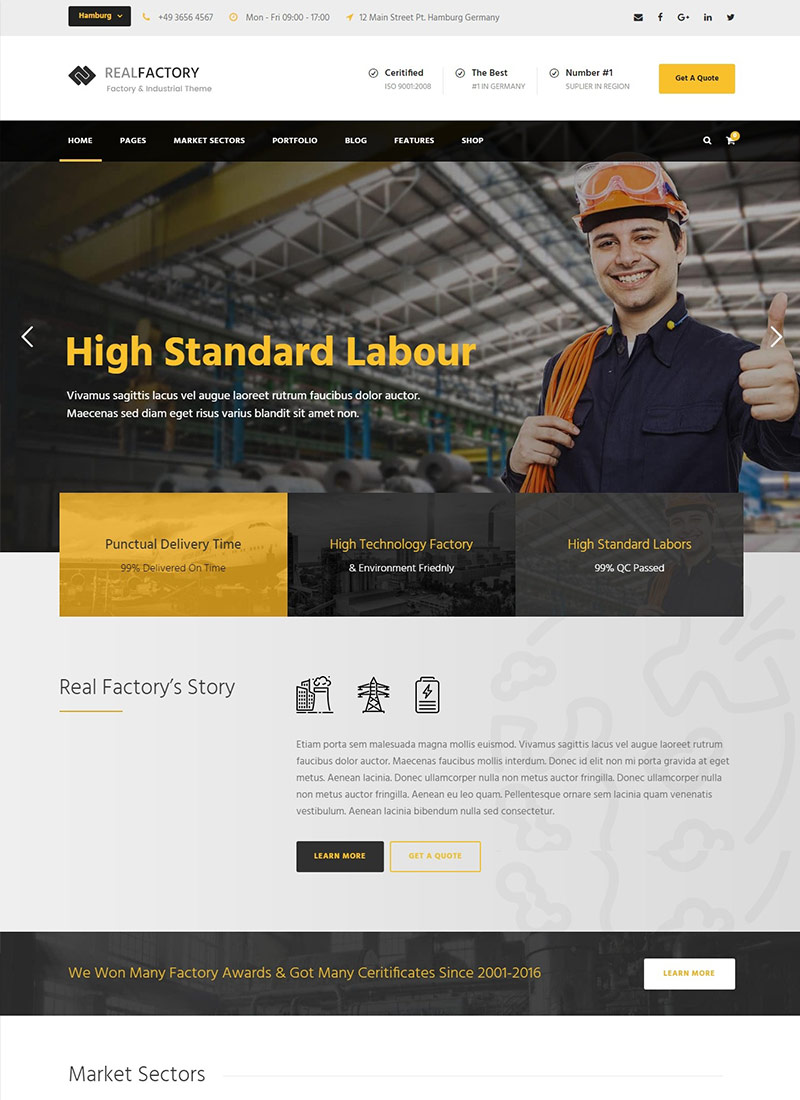 Hamburg
+49 3656 4567
Mon - Fri 09:00 - 17:00
12 Main Street Pt. Hamburg Germany
REALFACTORY
Factory & Industrial Theme
Ceritified
ISO 9001:2008
The Best
#1 IN GERMANY
Number #1
SUPLIER IN REGION
Get A Quote
HOME PAGES MARKET SECTORS PORTFOLIO BLOG FEATURES SHOP
High Standard Labour
Vivamus sagittis lacus vel augue laoreet rutrum faucibus dolor auctor.
Maecenas sed diam eget risus varius blandit sit amet non.
Punctual Delivery Time
99% Delivered On Time
High Technology Factory
& Environment Friednly
High Standard Labors
99% QC Passed
Real Factory’s Story
Etiam porta sem malesuada magna mollis euismod. Vivamus sagittis lacus vel augue laoreet rutrum
faucibus dolor auctor. Maecenas faucibus mollis interdum. Donec id elit non mi porta gravida at eget
metus. Aenean lacinia. Donec ullamcorper nulla non metus auctor fringilla. Donec ullamcorper nulla
non metus auctor fringilla. Aenean eu leo quam. Pellentesque ornare sem lacinia quam venenatis
vestibulum. Aenean lacinia bibendum nulla sed consectetur.
LEARN MORE
GET A QUOTE
We Won Many Factory Awards & Got Many Ceritificates Since 2001-2016
LEARN MORE
Market Sectors